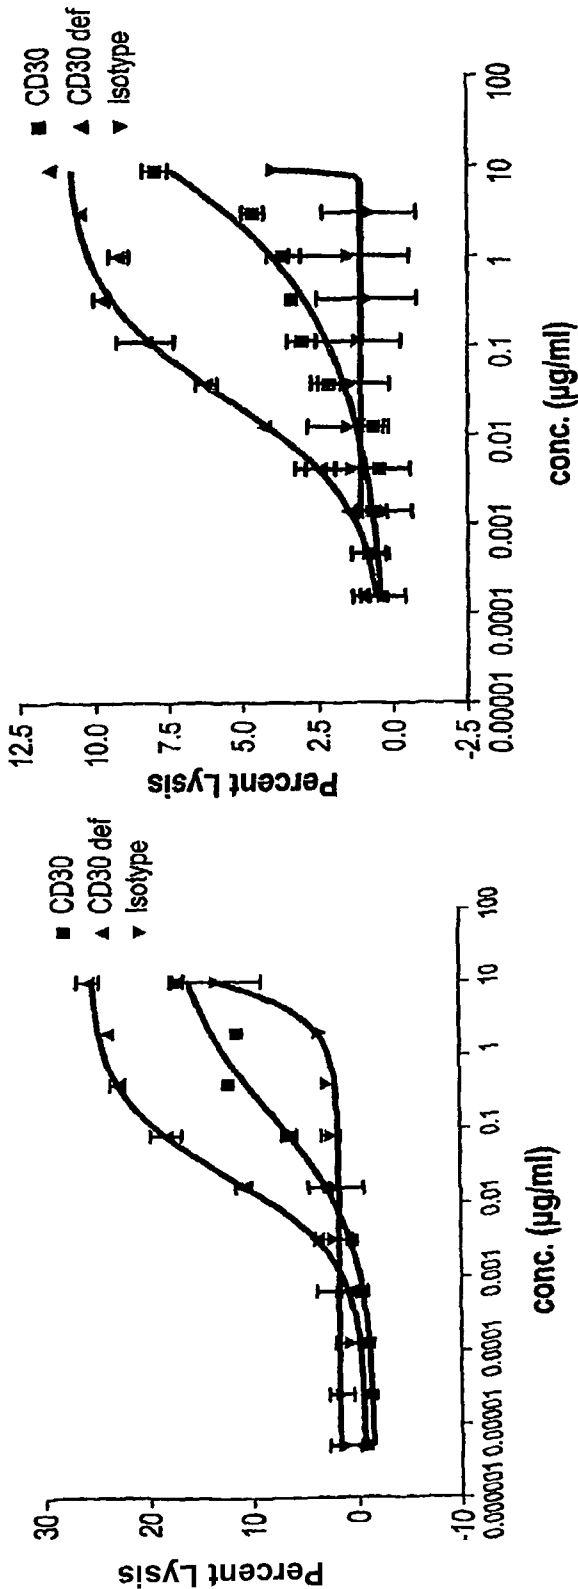 Percent Lysis
30
20
10
0
-10
0.000001
0.00001
0.0001
0.001
0.01
0.1
1
10
100
conc. (µg/ml)
CD30
CD30 def
Isotype
Percent Lysis
12.5
10.0
7.5
5.0
2.5
0.0
-2.5
0.00001
0.0001
0.001
0.01
0.1
1
10
100
conc. (µg/ml)
CD30
CD30 def
Isotype